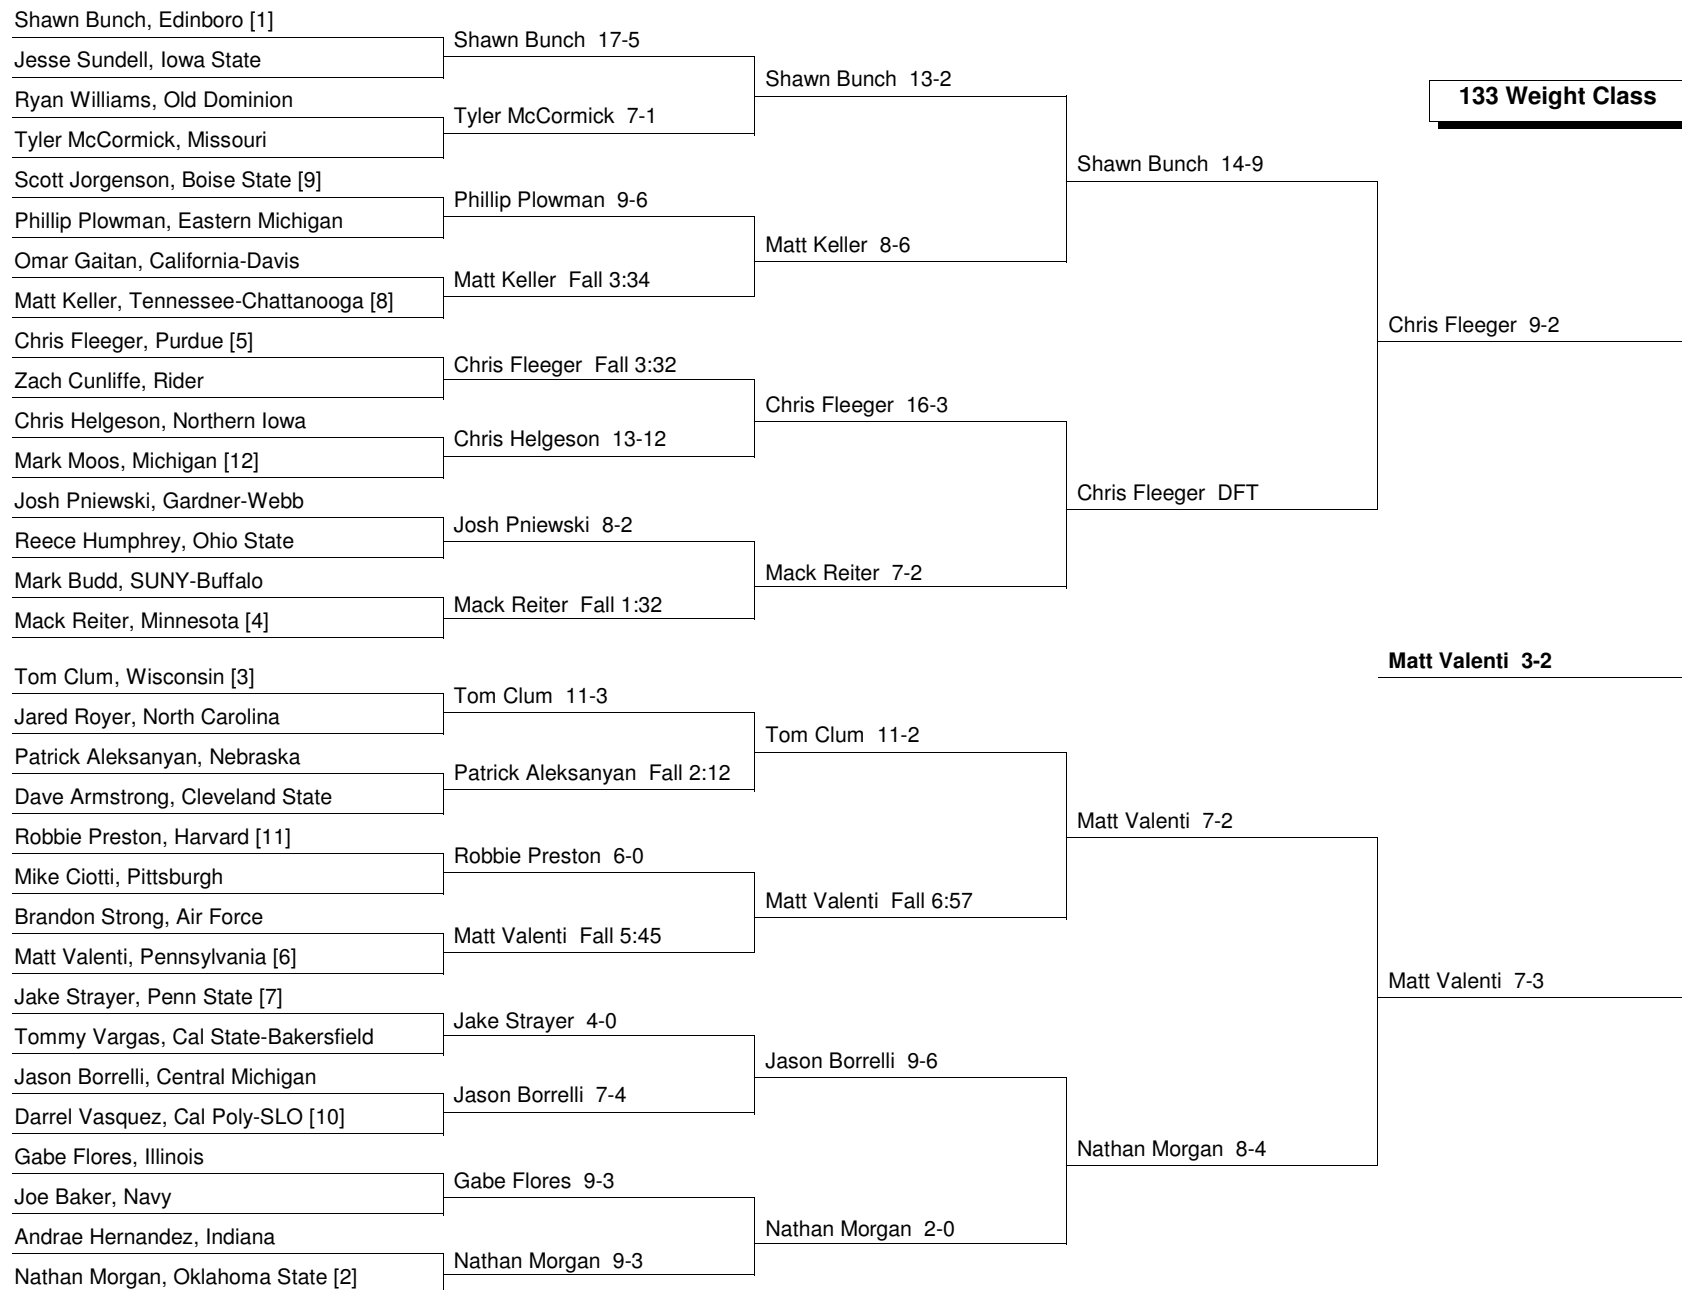 Shawn Bunch, Edinboro [1]
Jesse Sundell, Iowa State
Ryan Williams, Old Dominion
Tyler McCormick, Missouri
Scott Jorgenson, Boise State [9]
Phillip Plowman, Eastern Michigan
Omar Gaitan, California-Davis
Matt Keller, Tennessee-Chattanooga [8]
Chris Fleeger, Purdue [5]
Zach Cunliffe, Rider
Chris Helgeson, Northern Iowa
Mark Moos, Michigan [12]
Josh Pniewski, Gardner-Webb
Reece Humphrey, Ohio State
Mark Budd, SUNY-Buffalo
Mack Reiter, Minnesota [4]
Tom Clum, Wisconsin [3]
Jared Royer, North Carolina
Patrick Aleksanyan, Nebraska
Dave Armstrong, Cleveland State
Robbie Preston, Harvard [11]
Mike Ciotti, Pittsburgh
Brandon Strong, Air Force
Matt Valenti, Pennsylvania [6]
Jake Strayer, Penn State [7]
Tommy Vargas, Cal State-Bakersfield
Jason Borrelli, Central Michigan
Darrel Vasquez, Cal Poly-SLO [10]
Gabe Flores, Illinois
Joe Baker, Navy
Andrae Hernandez, Indiana
Nathan Morgan, Oklahoma State [2]
Shawn Bunch 17-5
Tyler McCormick 7-1
Phillip Plowman 9-6
Matt Keller Fall 3:34
Chris Fleeger Fall 3:32
Chris Helgeson 13-12
Josh Pniewski 8-2
Mack Reiter Fall 1:32
Tom Clum 11-3
Patrick Aleksanyan Fall 2:12
Robbie Preston 6-0
Matt Valenti Fall 5:45
Jake Strayer 4-0
Jason Borrelli 7-4
Gabe Flores 9-3
Nathan Morgan 9-3
Shawn Bunch 13-2
Matt Keller 8-6
Chris Fleeger 16-3
Mack Reiter 7-2
Tom Clum 11-2
Matt Valenti Fall 6:57
Jason Borrelli 9-6
Nathan Morgan 2-0
Shawn Bunch 14-9
Chris Fleeger DFT
Matt Valenti 7-2
Nathan Morgan 8-4
133 Weight Class
Chris Fleeger 9-2
Matt Valenti 3-2
Matt Valenti 7-3